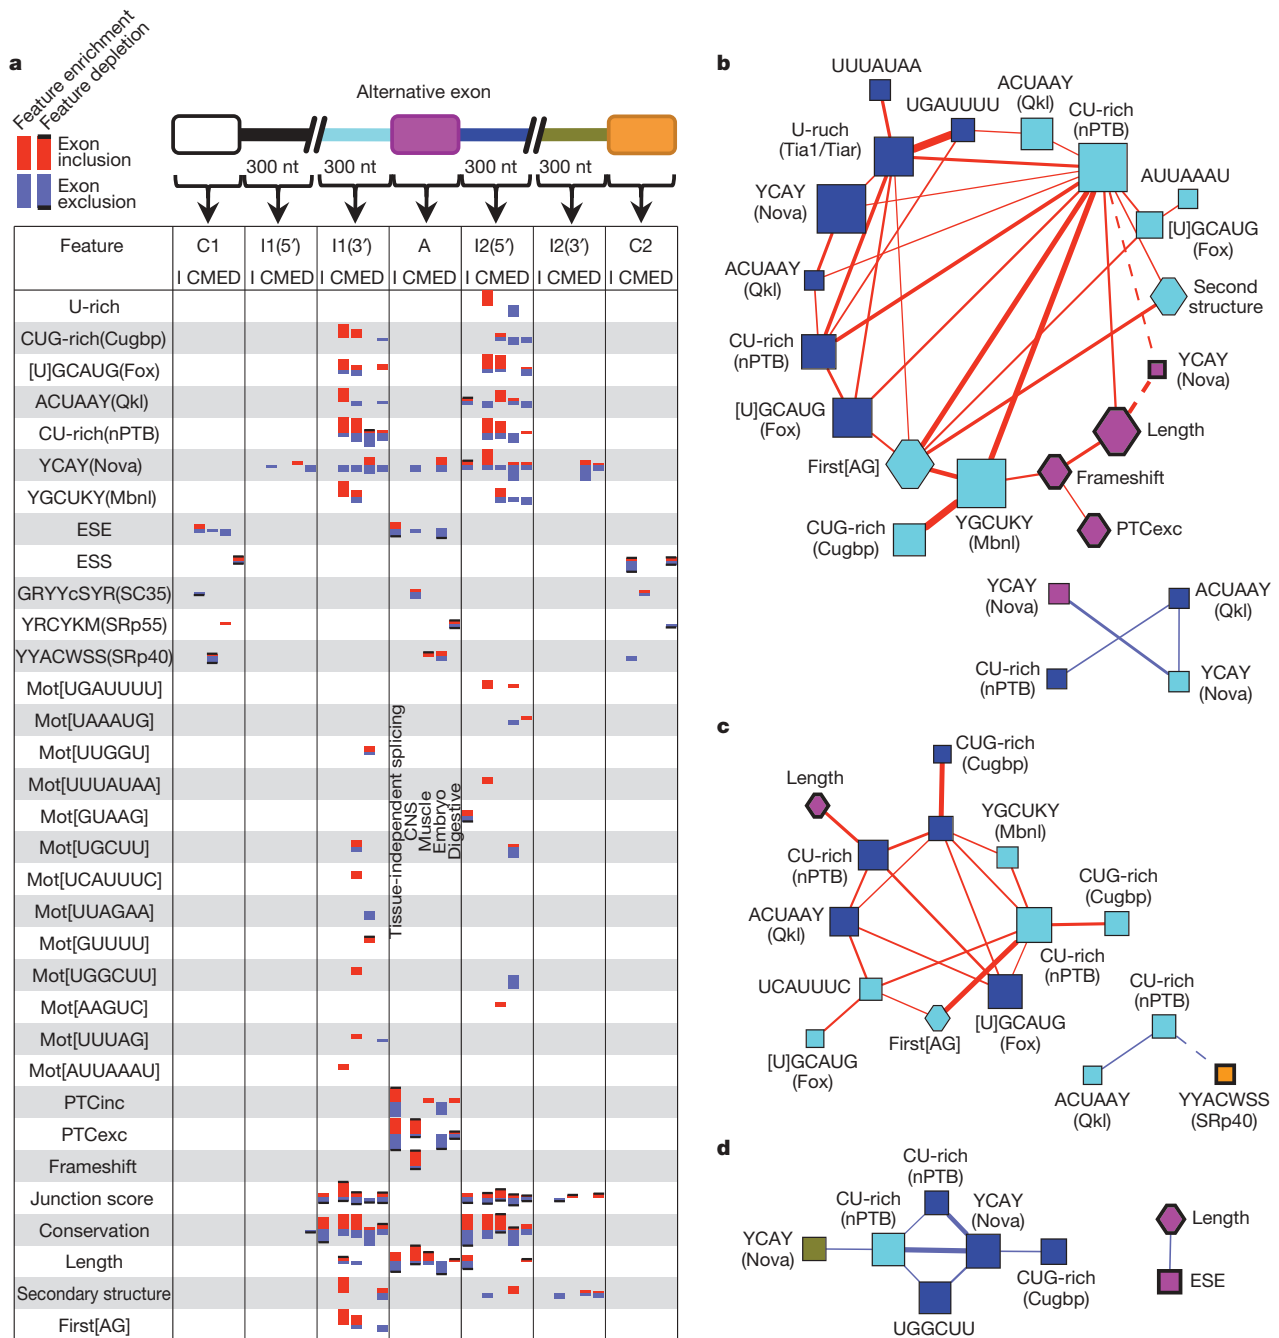 a
Feature enrichment
Feature depletion
Exon
inclusion
Exon
exclusion
Alternative exon
300 nt
300 nt
300 nt
300 nt
Feature
C1
I1(5′)
I1(3′)
A
I2(5′)
I2(3′)
C2
I CMED
I CMED
I CMED
I CMED
I CMED
I CMED
I CMED
U-rich
CUG-rich(Cugbp)
[U]GCAUG(Fox)
ACUAAY(Qkl)
CU-rich(nPTB)
YCAY(Nova)
YGCUKY(Mbnl)
ESE
ESS
GRYYcSYR(SC35)
YRCYKM(SRp55)
YYACWSS(SRp40)
Mot[UGAUUUU]
Mot[UAAAUG]
Mot[UUGGU]
Mot[UUUAUAA]
Mot[GUAAG]
Mot[UGCUU]
Mot[UCAUUUC]
Mot[UUAGAA]
Mot[GUUUU]
Mot[UGGCUU]
Mot[AAGUC]
Mot[UUUAG]
Mot[AUUAAAU]
PTCinc
PTCexc
Frameshift
Junction score
Conservation
Length
Secondary structure
First[AG]
Tissue-independent splicing
CNS
Muscle
Embryo
Digestive
b
UUUAUAA
UGAUUUU
ACUAAY
(Qkl)
CU-rich
(nPTB)
U-ruch
(Tia1/Tiar)
AUUAAAU
YCAY
(Nova)
[U]GCAUG
(Fox)
ACUAAY
(Qkl)
Second
structure
CU-rich
(nPTB)
YCAY
(Nova)
[U]GCAUG
(Fox)
Length
First[AG]
Frameshift
CUG-rich
(Cugbp)
YGCUKY
(Mbnl)
PTCexc
YCAY
(Nova)
ACUAAY
(Qkl)
CU-rich
(nPTB)
YCAY
(Nova)
c
CUG-rich
(Cugbp)
Length
YGCUKY
(Mbnl)
CU-rich
(nPTB)
CUG-rich
(Cugbp)
ACUAAY
(Qkl)
CU-rich
(nPTB)
UCAUUUC
[U]GCAUG
(Fox)
First[AG]
[U]GCAUG
(Fox)
CU-rich
(nPTB)
ACUAAY
(Qkl)
YYACWSS
(SRp40)
d
CU-rich
(nPTB)
CU-rich
(nPTB)
YCAY
(Nova)
YCAY
(Nova)
CUG-rich
(Cugbp)
UGGCUU
Length
ESE